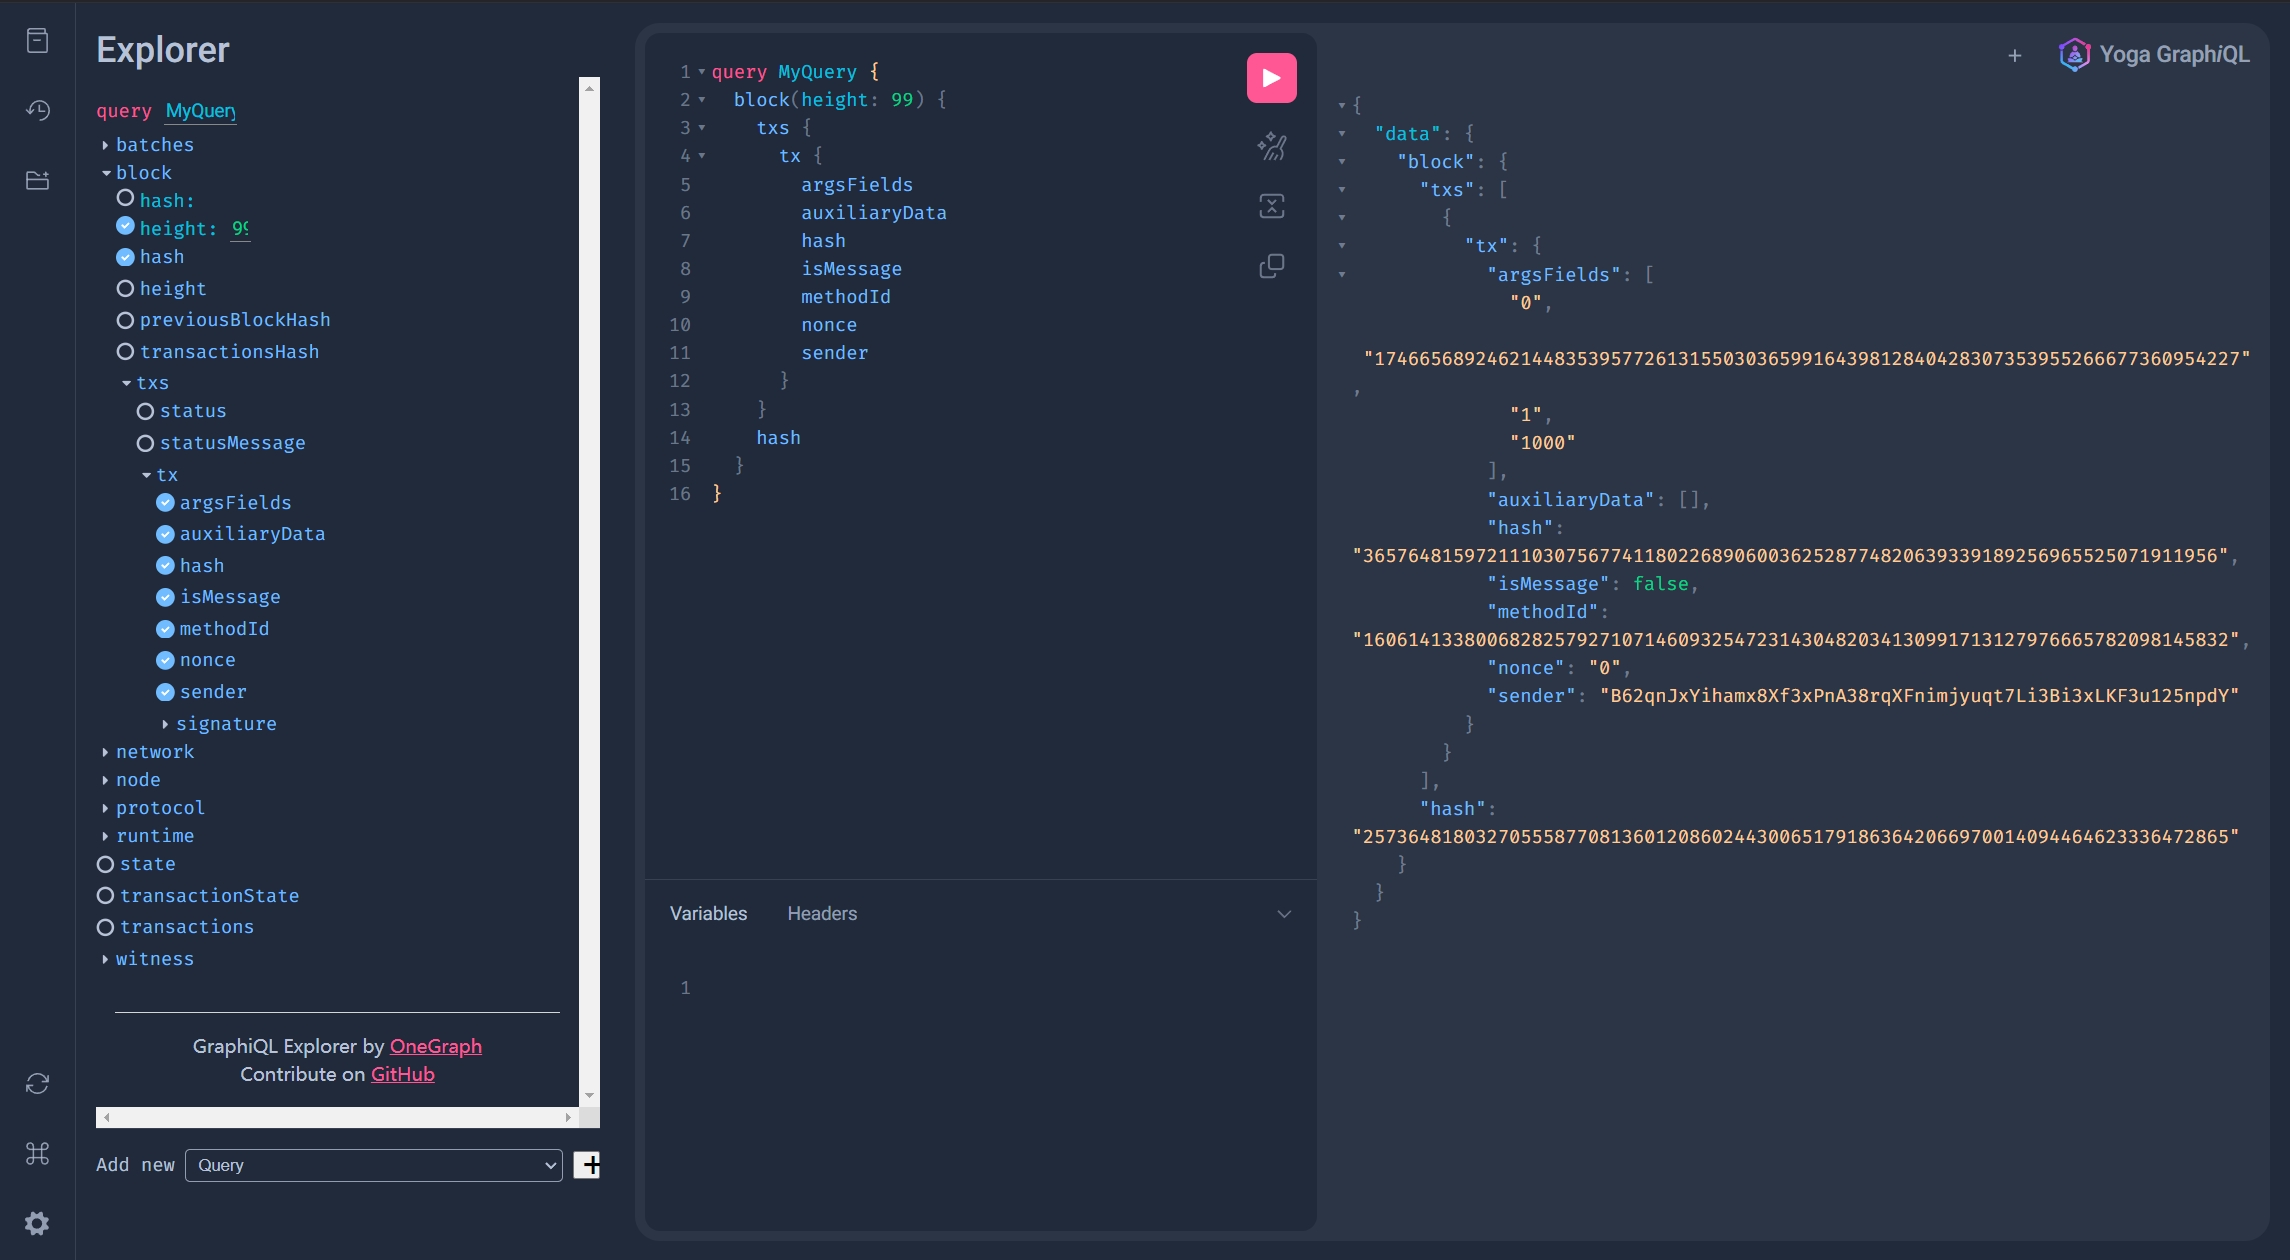 Explorer
query MyQuery
batches
block
hash:
height: 99
hash
height
previousBlockHash
transactionsHash
txs
status
statusMessage
tx
argsFields
auxiliaryData
hash
isMessage
methodId
nonce
sender
signature
network
node
protocol
runtime
state
transactionState
transactions
witness
GraphiQL Explorer by OneGraph
Contribute on GitHub
Add new Query +
1 query MyQuery {
2 block(height: 99) {
3 txs {
4 tx {
5 argsFields
6 auxiliaryData
7 hash
8 isMessage
9 methodId
10 nonce
11 sender
12 }
13 }
14 hash
15 }
16 }
Variables Headers
1
+ Yoga GraphiQL
{
"data": {
"block": {
"txs": [
{
"tx": {
"argsFields": [
"0",
"17466568924621448353957726131550303659916439812840428307353955266677360954227"
,
"1",
"1000"
],
"auxiliaryData": [],
"hash":
"3657648159721110307567741180226890600362528774820639339189256965525071911956",
"isMessage": false,
"methodId":
"16061413380068282579271071460932547231430482034130991713127976665782098145832",
"nonce": "0",
"sender": "B62qnJxYihamx8Xf3xPnA38rqXFnimjyuqt7Li3Bi3xLKF3u125npdY"
}
}
],
"hash":
"25736481803270555877081360120860244300651791863642066970014094464623336472865"
}
}
}